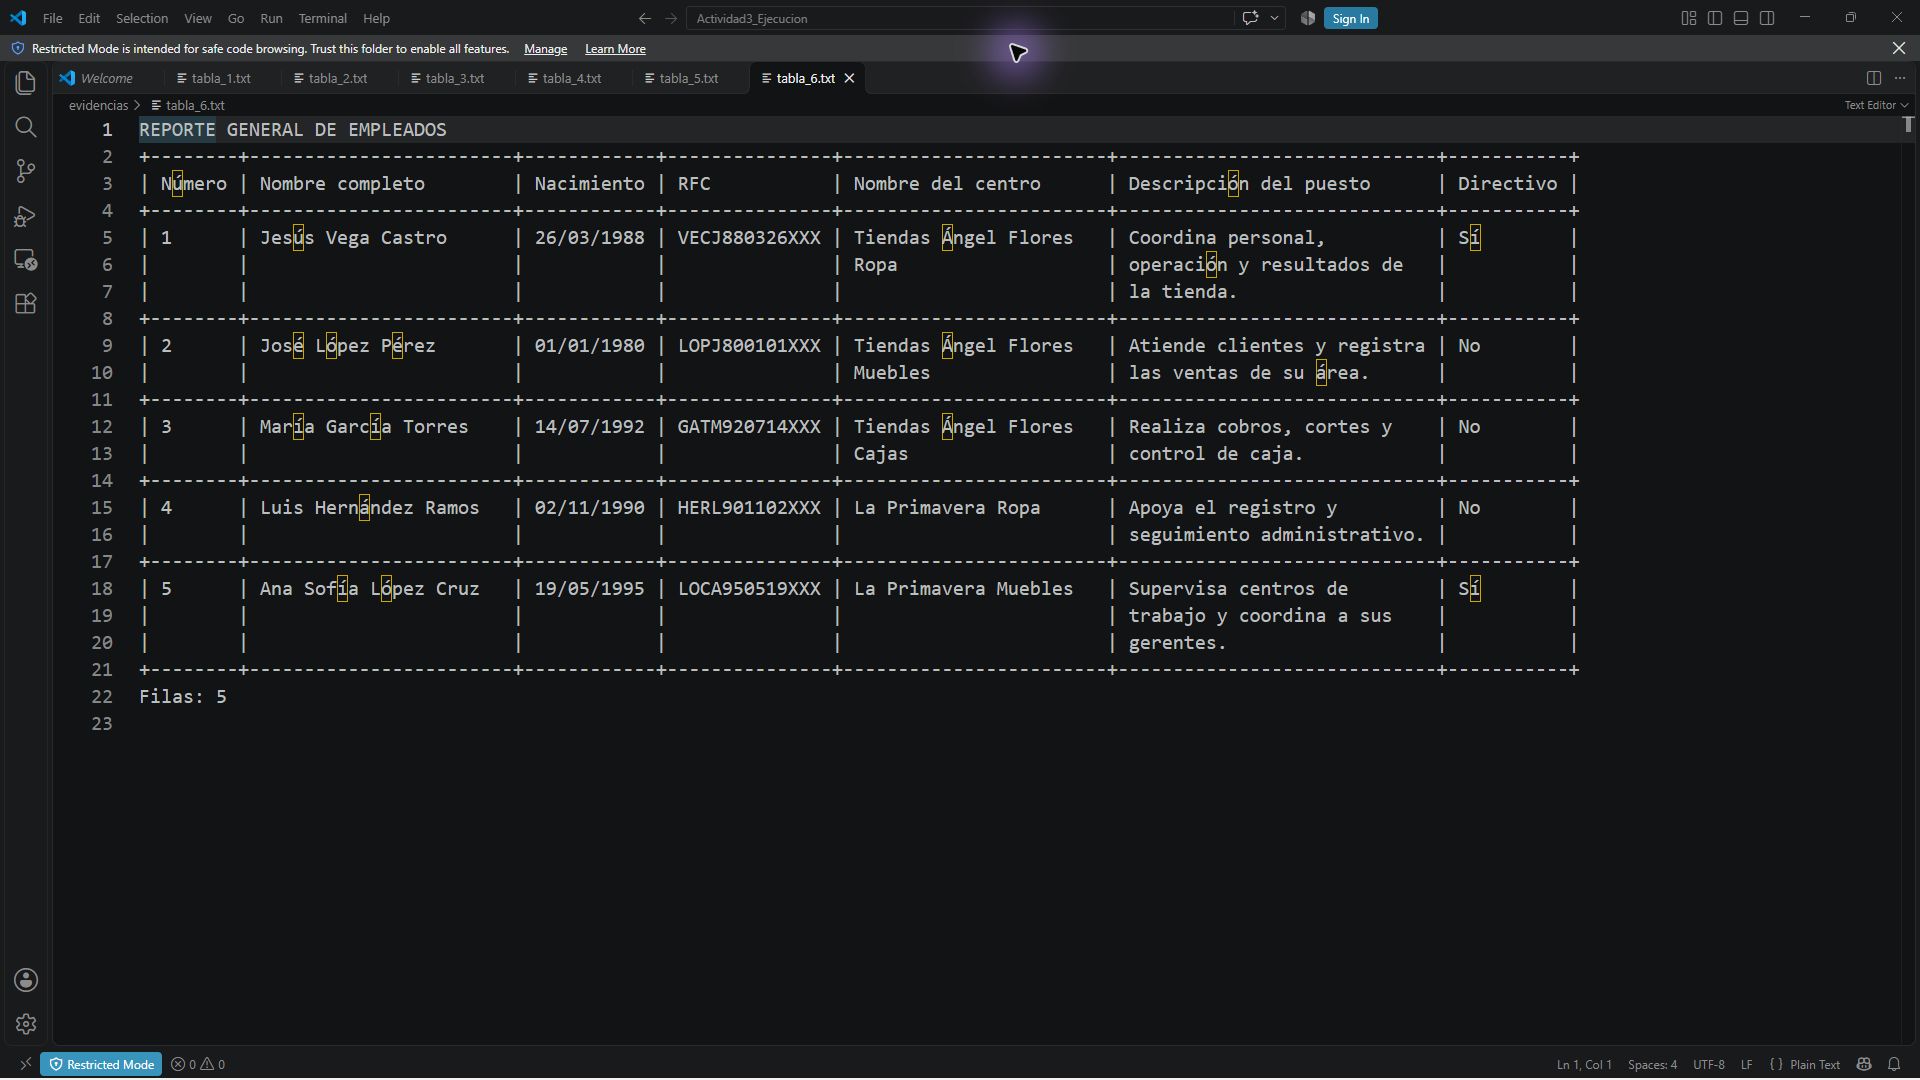 File Edit Selection View Go Run Terminal Help Actividad3_Ejecucion Sign In
Restricted Mode is intended for safe code browsing. Trust this folder to enable all features. Manage Learn More
Welcome tabla_1.txt tabla_2.txt tabla_3.txt tabla_4.txt tabla_5.txt tabla_6.txt
evidencias > tabla_6.txt Text Editor
1 REPORTE GENERAL DE EMPLEADOS
2 +--------+------------------------+------------+---------------+------------------------+-----------------------------+-----------+
3 | Número | Nombre completo        | Nacimiento | RFC           | Nombre del centro      | Descripción del puesto      | Directivo |
4 +--------+------------------------+------------+---------------+------------------------+-----------------------------+-----------+
5 | 1      | Jesús Vega Castro      | 26/03/1988 | VECJ880326XXX | Tiendas Ángel Flores   | Coordina personal,          | Sí        |
6 |        |                        |            |               | Ropa                   | operación y resultados de   |           |
7 |        |                        |            |               |                        | la tienda.                  |           |
8 +--------+------------------------+------------+---------------+------------------------+-----------------------------+-----------+
9 | 2      | José López Pérez       | 01/01/1980 | LOPJ800101XXX | Tiendas Ángel Flores   | Atiende clientes y registra | No        |
10 |        |                        |            |               | Muebles                | las ventas de su área.      |           |
11 +--------+------------------------+------------+---------------+------------------------+-----------------------------+-----------+
12 | 3      | María García Torres    | 14/07/1992 | GATM920714XXX | Tiendas Ángel Flores   | Realiza cobros, cortes y    | No        |
13 |        |                        |            |               | Cajas                  | control de caja.            |           |
14 +--------+------------------------+------------+---------------+------------------------+-----------------------------+-----------+
15 | 4      | Luis Hernández Ramos   | 02/11/1990 | HERL901102XXX | La Primavera Ropa      | Apoya el registro y         | No        |
16 |        |                        |            |               |                        | seguimiento administrativo. |           |
17 +--------+------------------------+------------+---------------+------------------------+-----------------------------+-----------+
18 | 5      | Ana Sofía López Cruz   | 19/05/1995 | LOCA950519XXX | La Primavera Muebles   | Supervisa centros de        | Sí        |
19 |        |                        |            |               |                        | trabajo y coordina a sus    |           |
20 |        |                        |            |               |                        | gerentes.                   |           |
21 +--------+------------------------+------------+---------------+------------------------+-----------------------------+-----------+
22 Filas: 5
23
Restricted Mode 0 0 Ln 1, Col 1 Spaces: 4 UTF-8 LF { } Plain Text